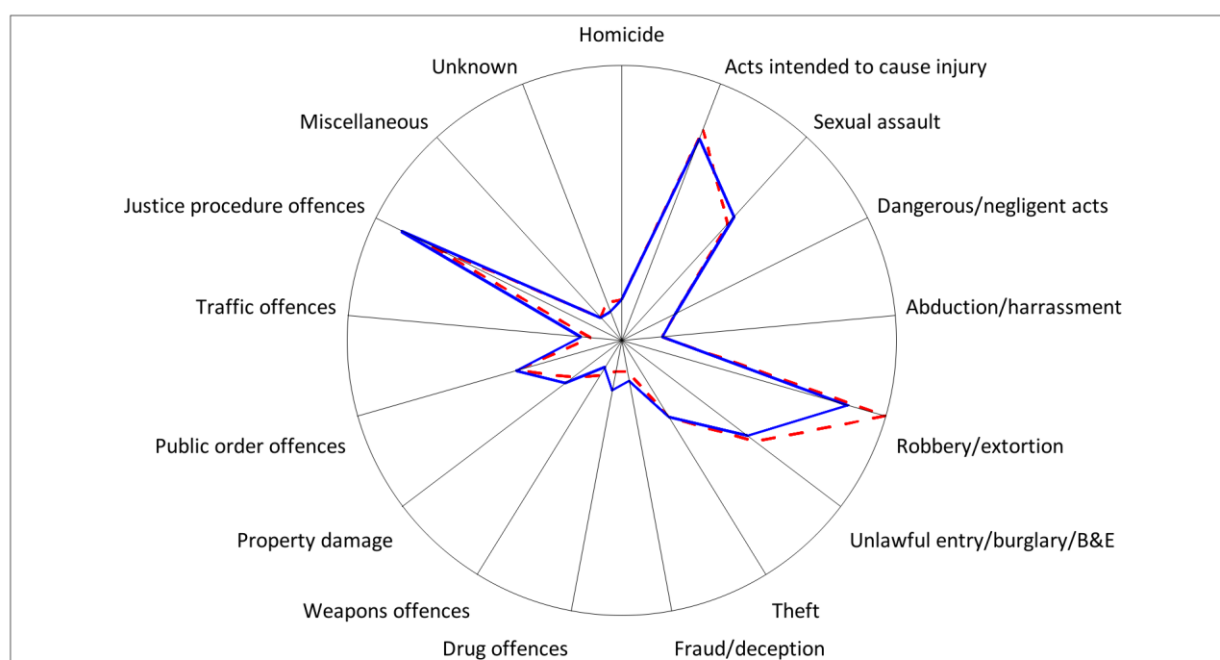 Homicide
Unknown
Acts intended to cause injury
Miscellaneous
Sexual assault
Justice procedure offences
Dangerous/negligent acts
Traffic offences
Abduction/harrassment
Public order offences
Robbery/extortion
Property damage
Unlawful entry/burglary/B&E
Weapons offences
Theft
Drug offences
Fraud/deception